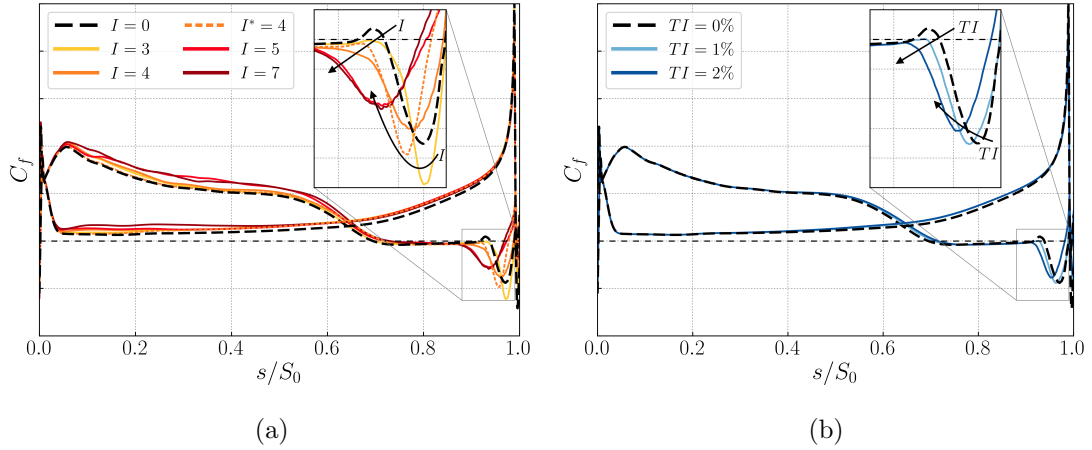 I = 0
I = 3
I = 4
I* = 4
I = 5
I = 7
I
I
C_f
0.0 0.2 0.4 0.6 0.8 1.0
s/S_0
(a)
TI = 0%
TI = 1%
TI = 2%
TI
TI
C_f
0.0 0.2 0.4 0.6 0.8 1.0
s/S_0
(b)